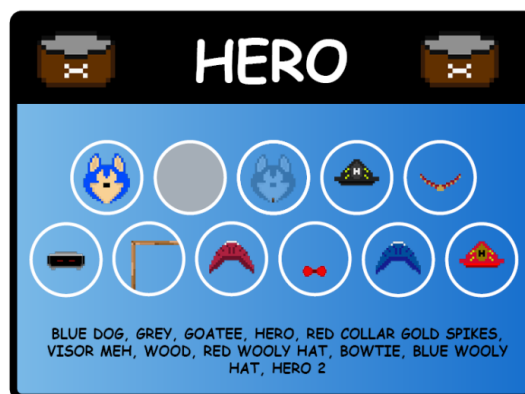 HERO
H
H
BLUE DOG, GREY, GOATEE, HERO, RED COLLAR GOLD SPIKES,
VISOR MEH, WOOD, RED WOOLY HAT, BOWTIE, BLUE WOOLY
HAT, HERO 2